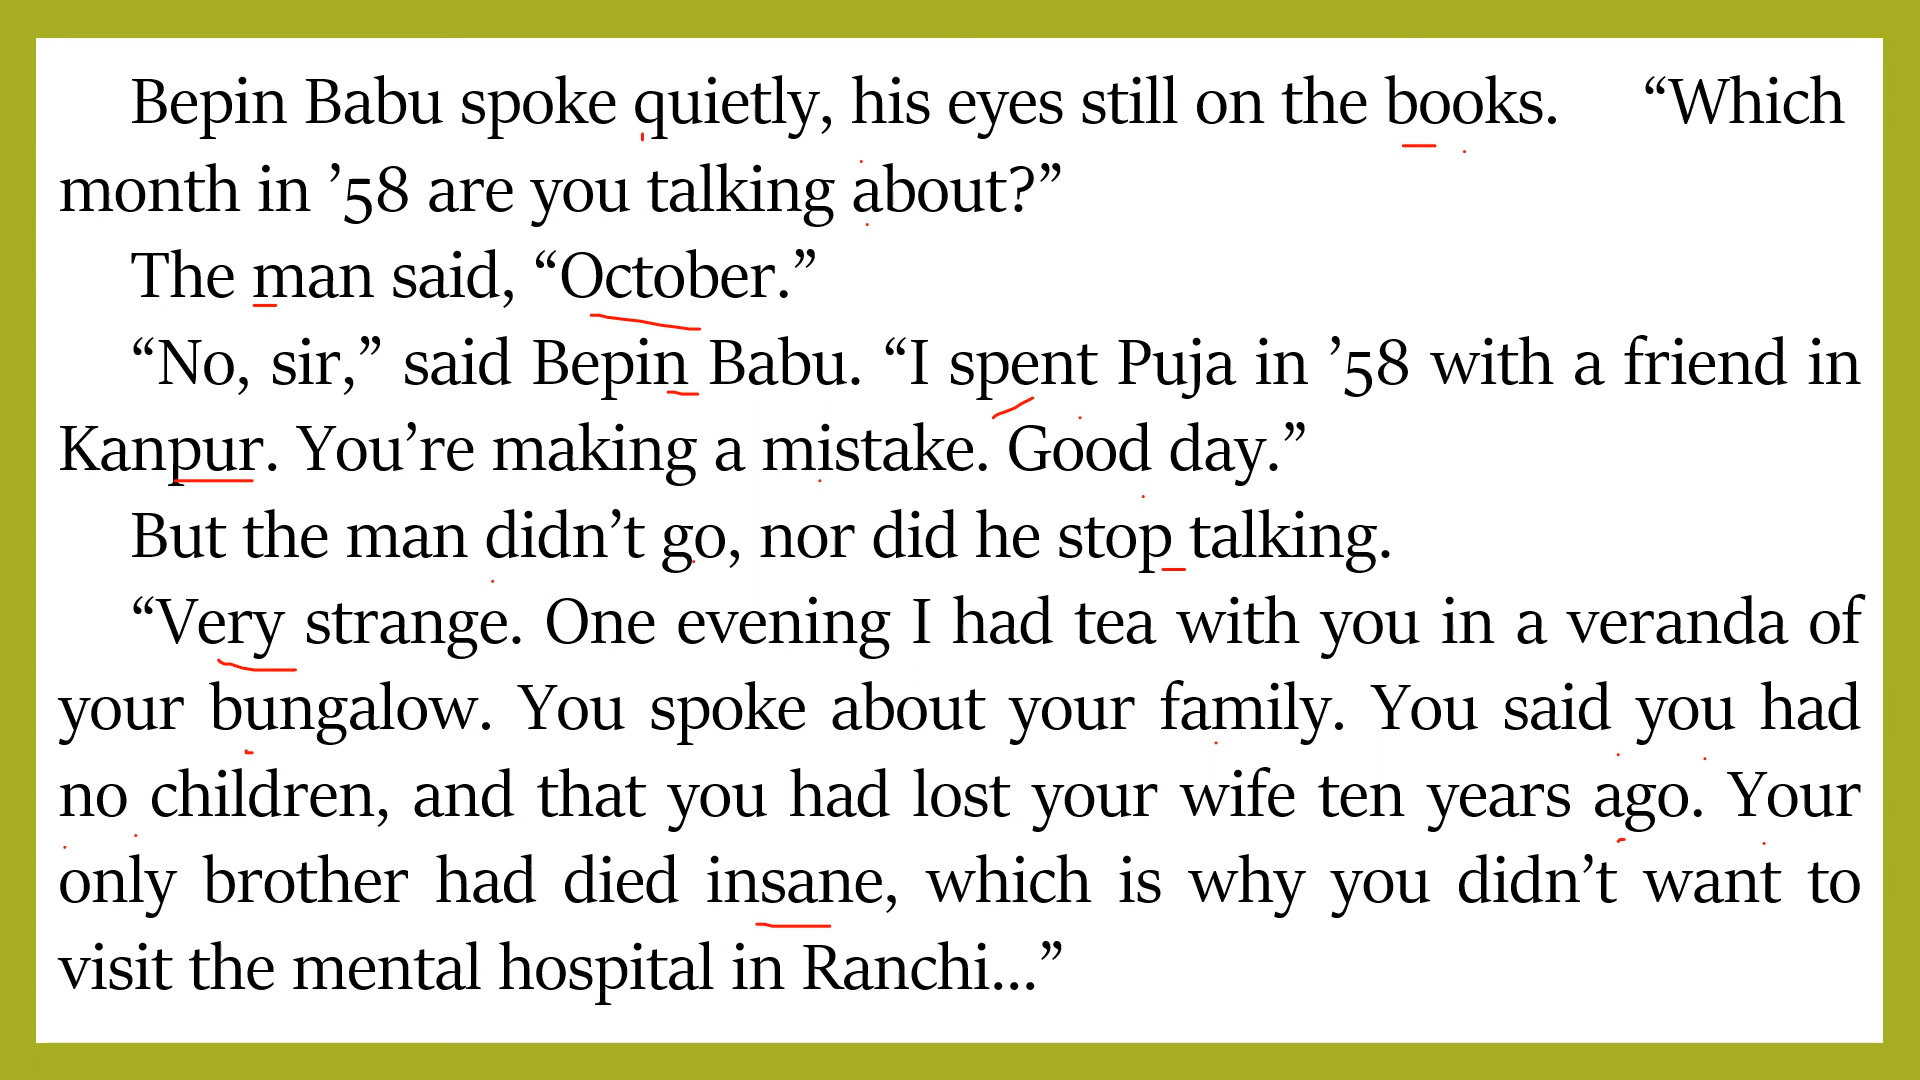 Bepin Babu spoke quietly, his eyes still on the books. “Which
month in ’58 are you talking about?”
The man said, “October.”
“No, sir,” said Bepin Babu. “I spent Puja in ’58 with a friend in
Kanpur. You’re making a mistake. Good day.”
But the man didn’t go, nor did he stop talking.
“Very strange. One evening I had tea with you in a veranda of
your bungalow. You spoke about your family. You said you had
no children, and that you had lost your wife ten years ago. Your
only brother had died insane, which is why you didn’t want to
visit the mental hospital in Ranchi...”